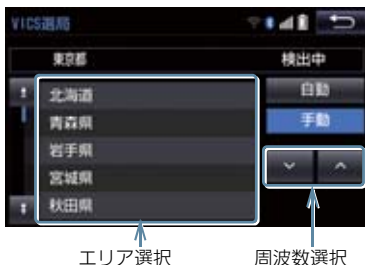 VICS選局
東京都 検出中
北海道 自動
青森県 手動
岩手県
宮城県
秋田県
エリア選択 周波数選択